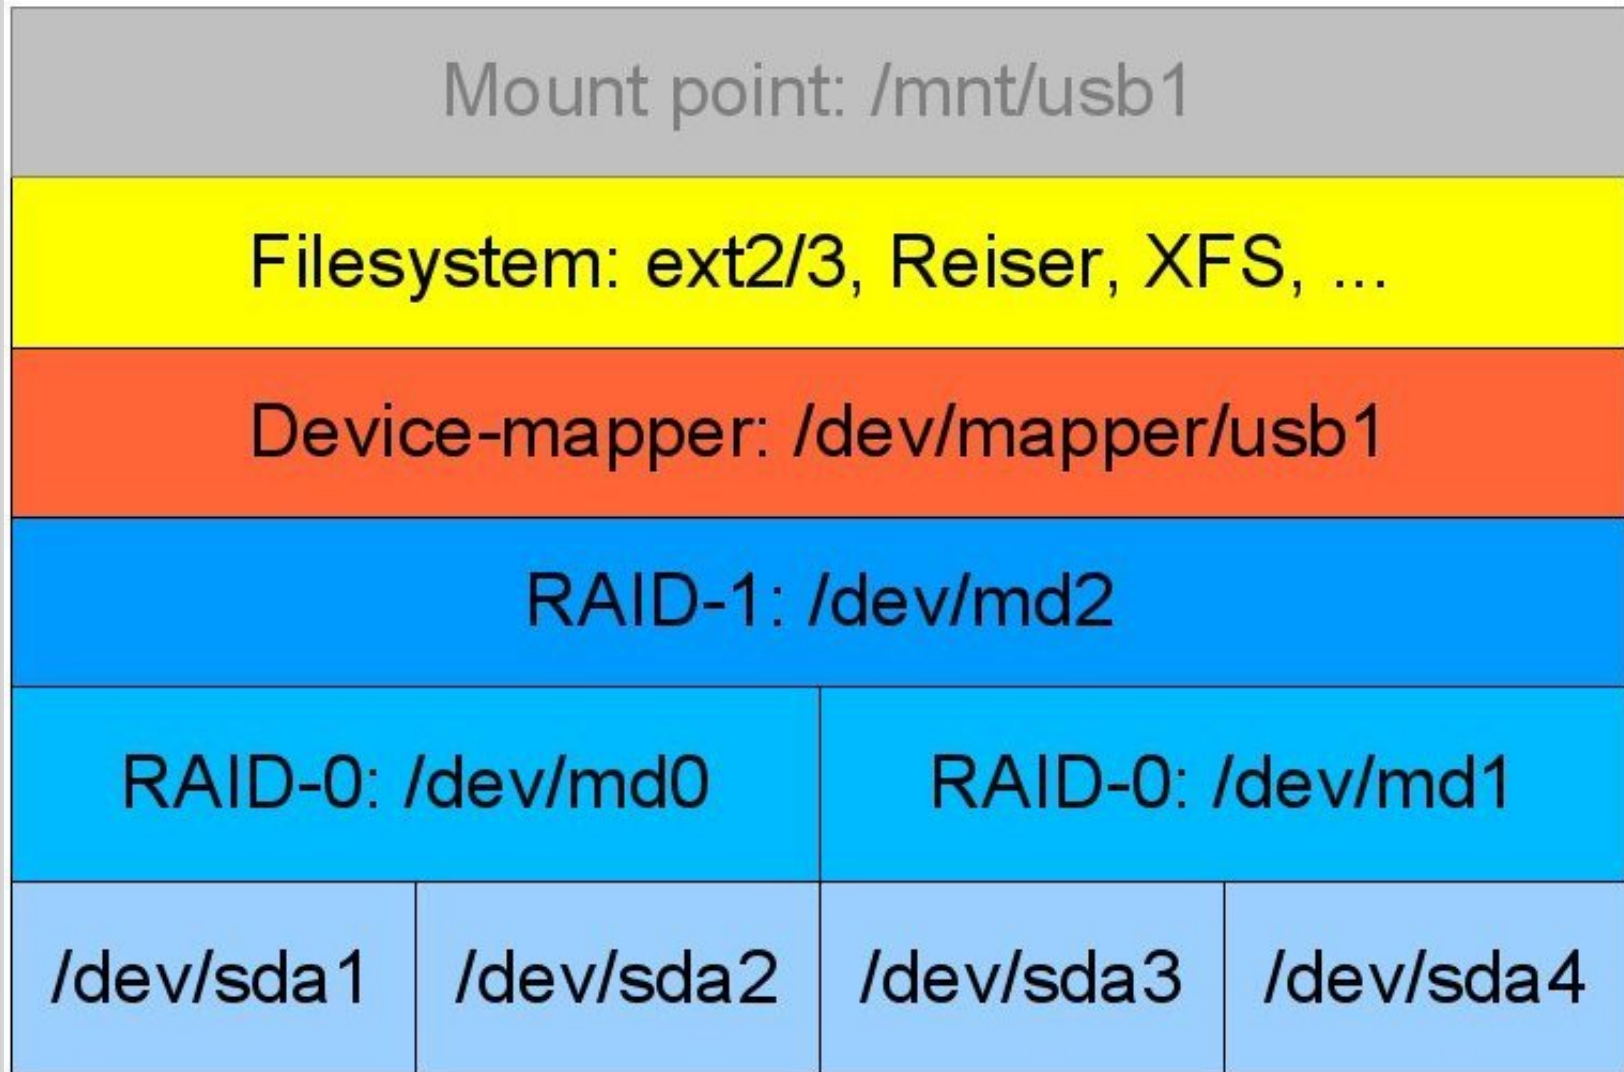 Mount point: /mnt/usb1
Filesystem: ext2/3, Reiser, XFS, ...
Device-mapper: /dev/mapper/usb1
RAID-1: /dev/md2
RAID-0: /dev/md0
RAID-0: /dev/md1
/dev/sda1
/dev/sda2
/dev/sda3
/dev/sda4